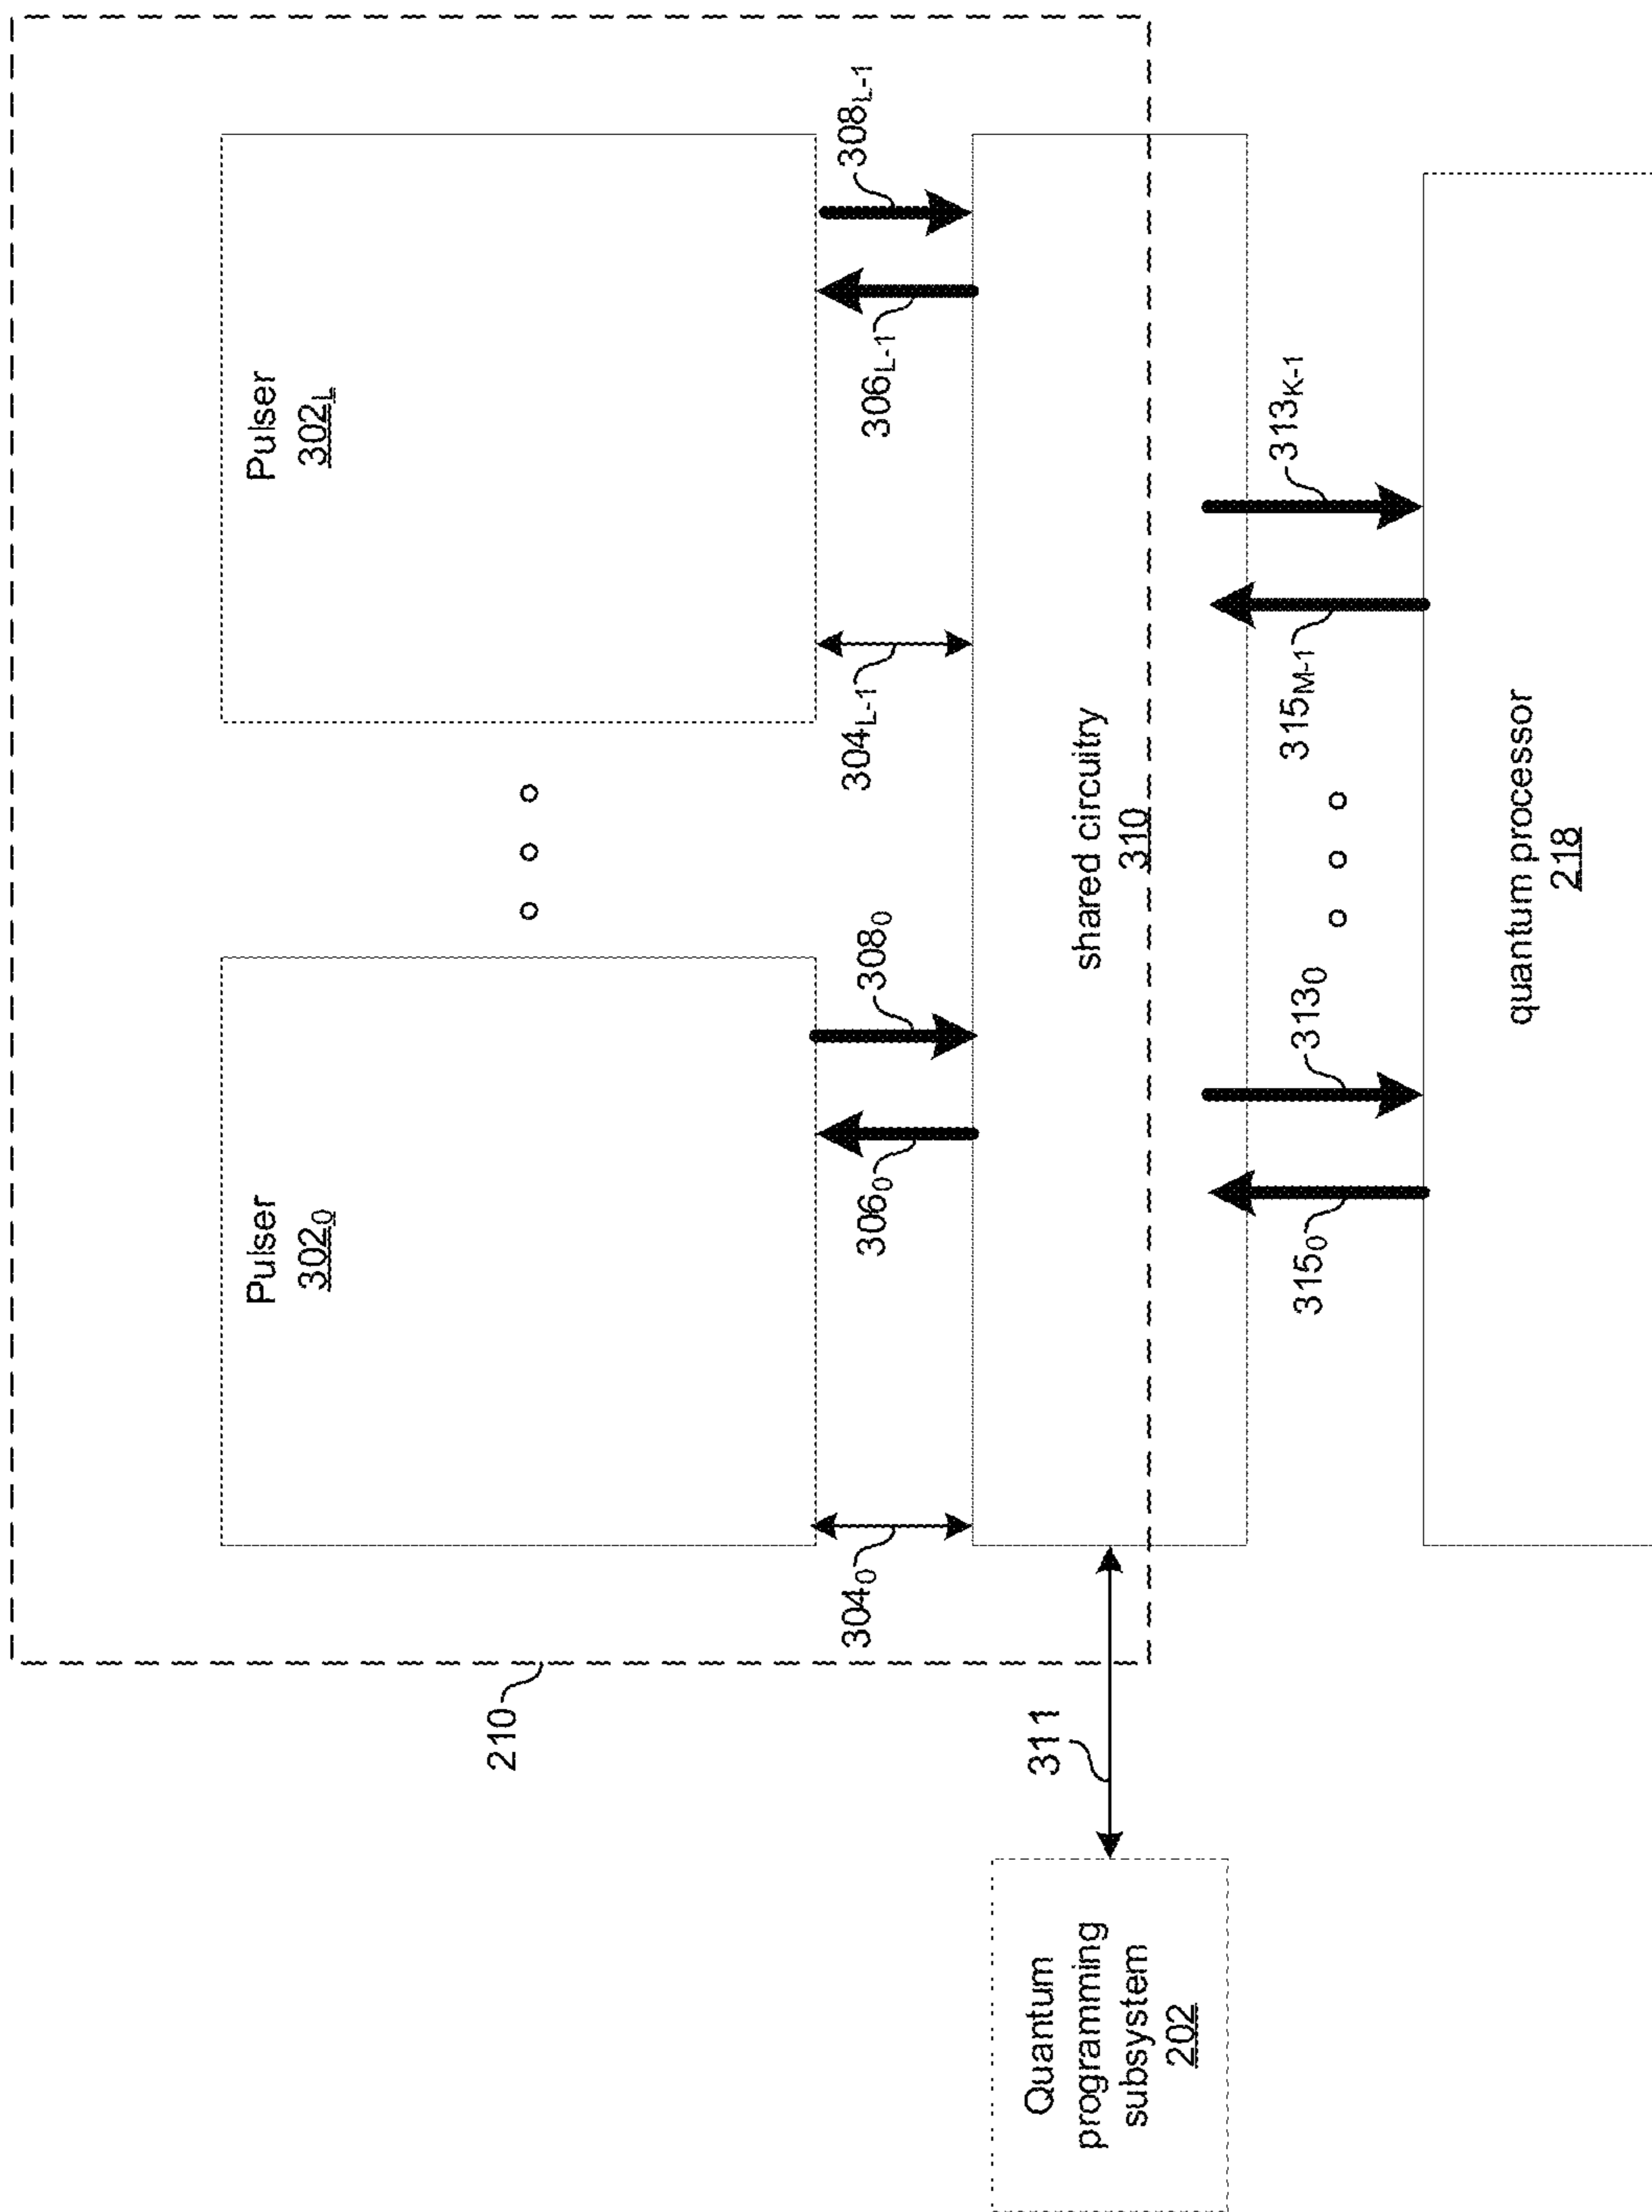 210
Pulser
302₀
Pulser
302L
304₀
306₀
308₀
304L-1
306L-1
308L-1
311
shared circuitry
310
Quantum
programming
subsystem
202
315₀
313₀
315M-1
313K-1
quantum processor
218